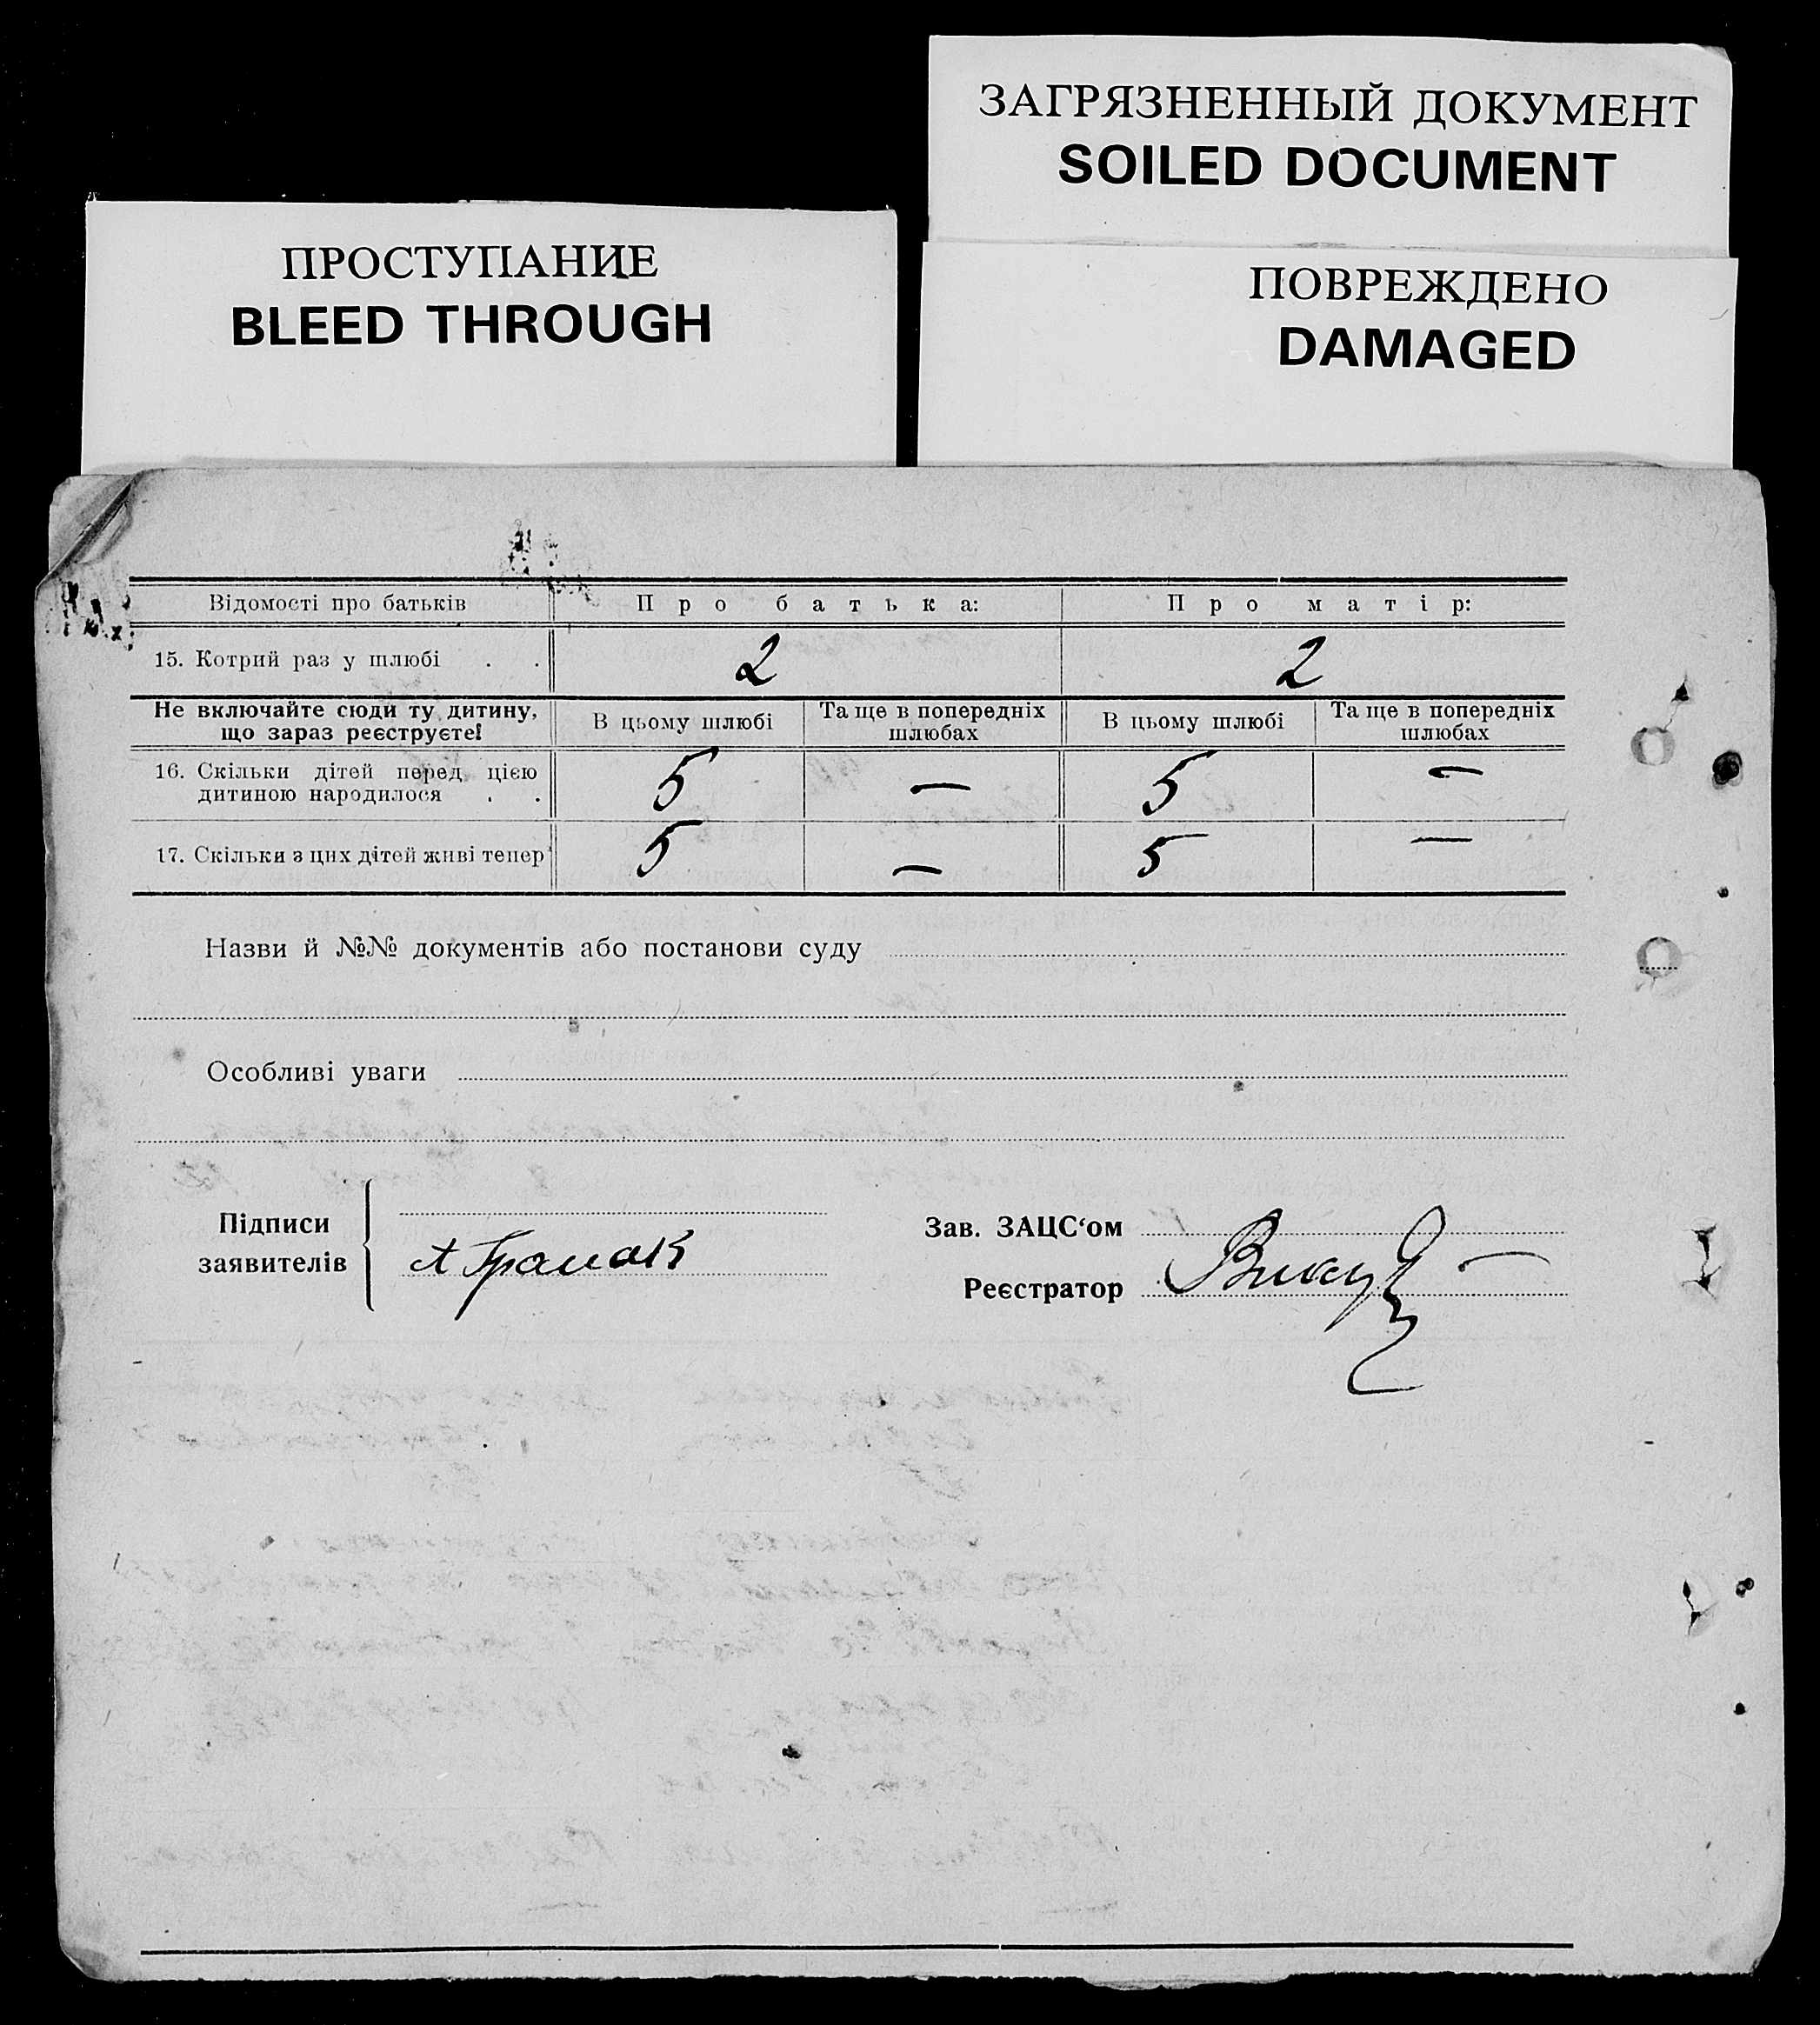 ЗАГРЯЗНЕННЫЙ ДОКУМЕНТ
SOILED DOCUMENT
ПРОСТУПАНИЕ
BLEED THROUGH
ПОВРЕЖДЕНО
DAMAGED
Відомості про батьків Про батька: Про матір:
15. Котрий раз у шлюбі . . 2 2
Не включайте сюди ту дитину, що зараз реєструєте! В цьому шлюбі Та ще в попередніх шлюбах В цьому шлюбі Та ще в попередніх шлюбах
16. Скільки дітей перед цією дитиною народилося . . 5 — 5 —
17. Скільки з цих дітей живі тепер 5 — 5 —
Назви й №№ документів або постанови суду
Особливі уваги
Підписи заявителів
Зав. ЗАЦС‘ом
Реєстратор